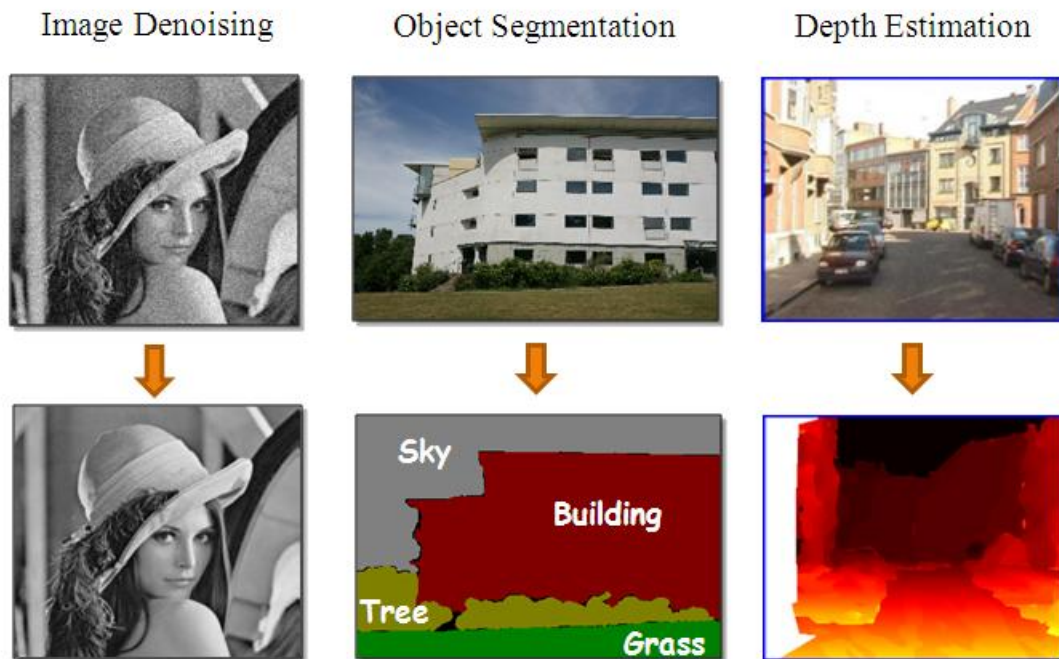 Image Denoising
Object Segmentation
Depth Estimation
Sky
Building
Tree
Grass